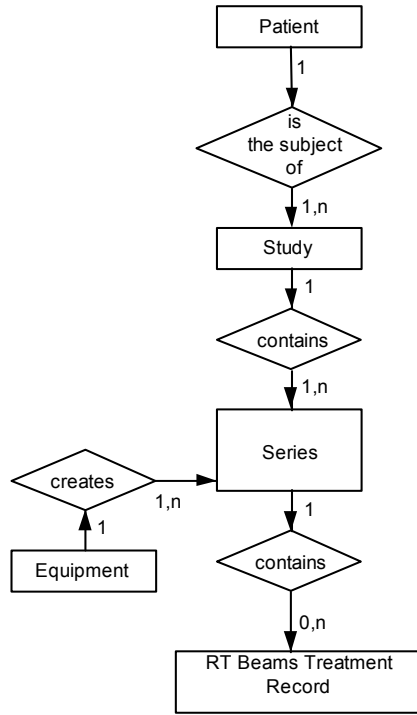 Patient
1
is
the subject
of
1,n
Study
1
contains
1,n
Series
creates
1,n
1
Equipment
1
contains
0,n
RT Beams Treatment
Record